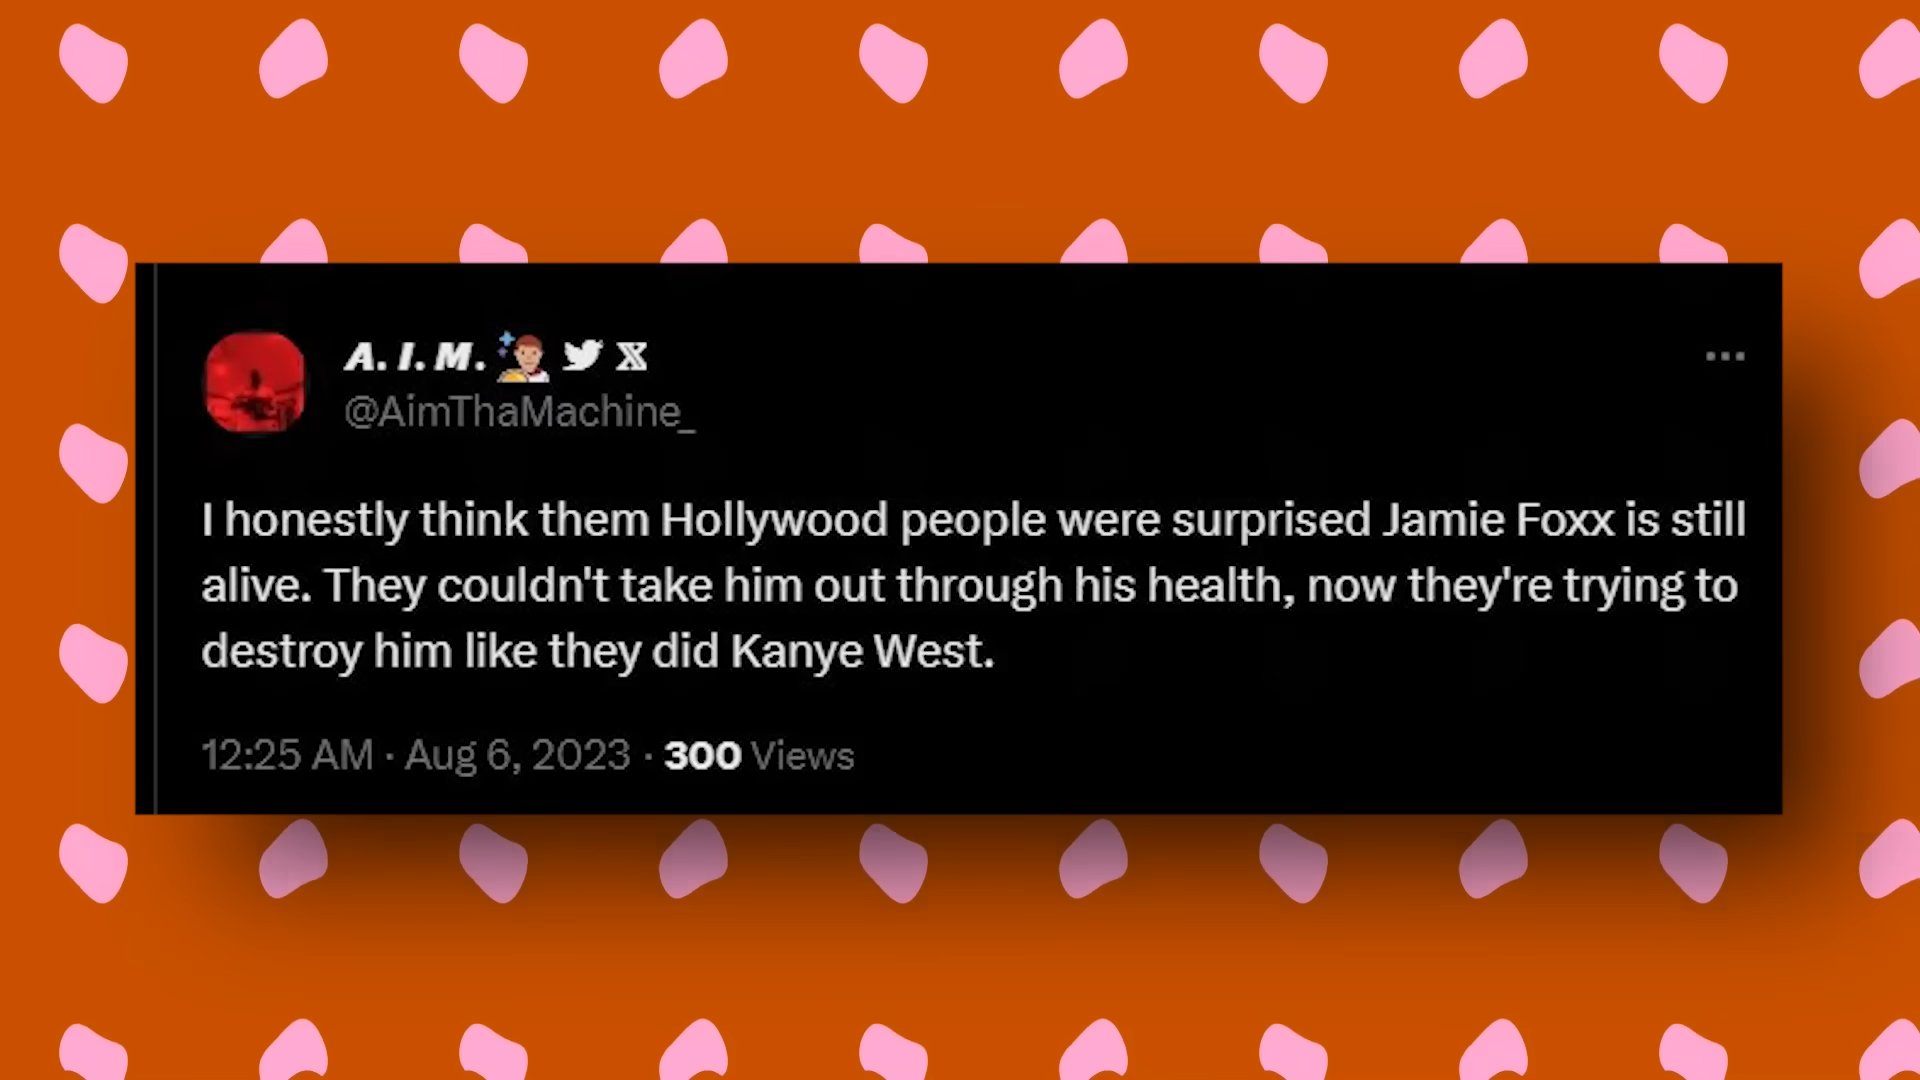 A. I. M. 𝕏
@AimThaMachine_
I honestly think them Hollywood people were surprised Jamie Foxx is still
alive. They couldn't take him out through his health, now they're trying to
destroy him like they did Kanye West.
12:25 AM · Aug 6, 2023 · 300 Views